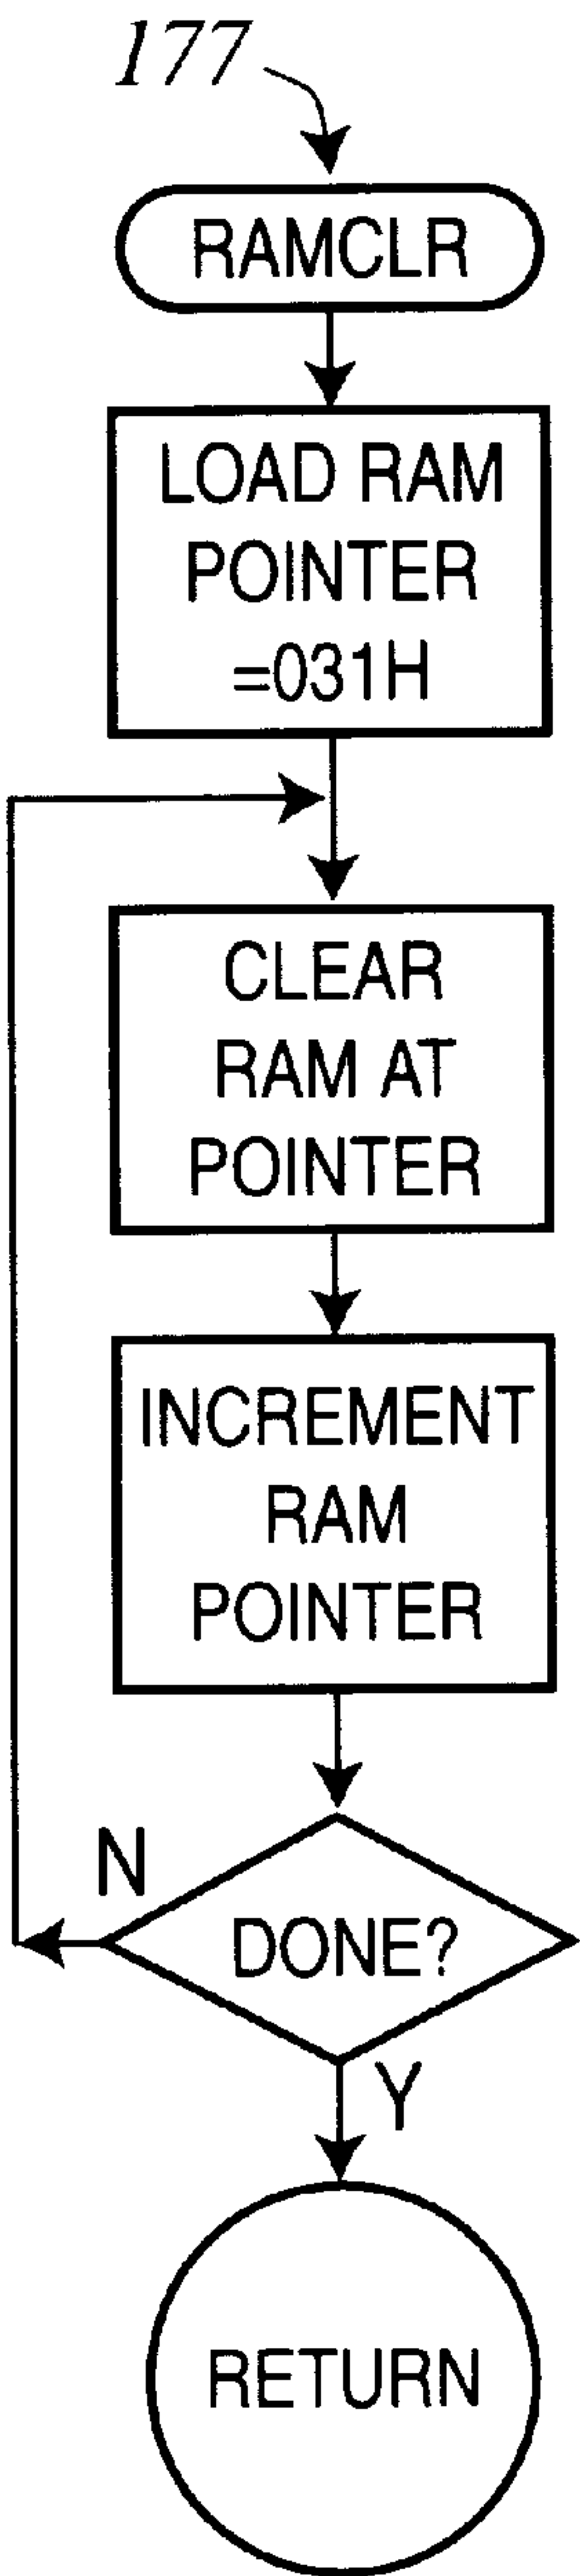 177
RAMCLR
LOAD RAM
POINTER
=031H
CLEAR
RAM AT
POINTER
INCREMENT
RAM
POINTER
N
DONE?
Y
RETURN